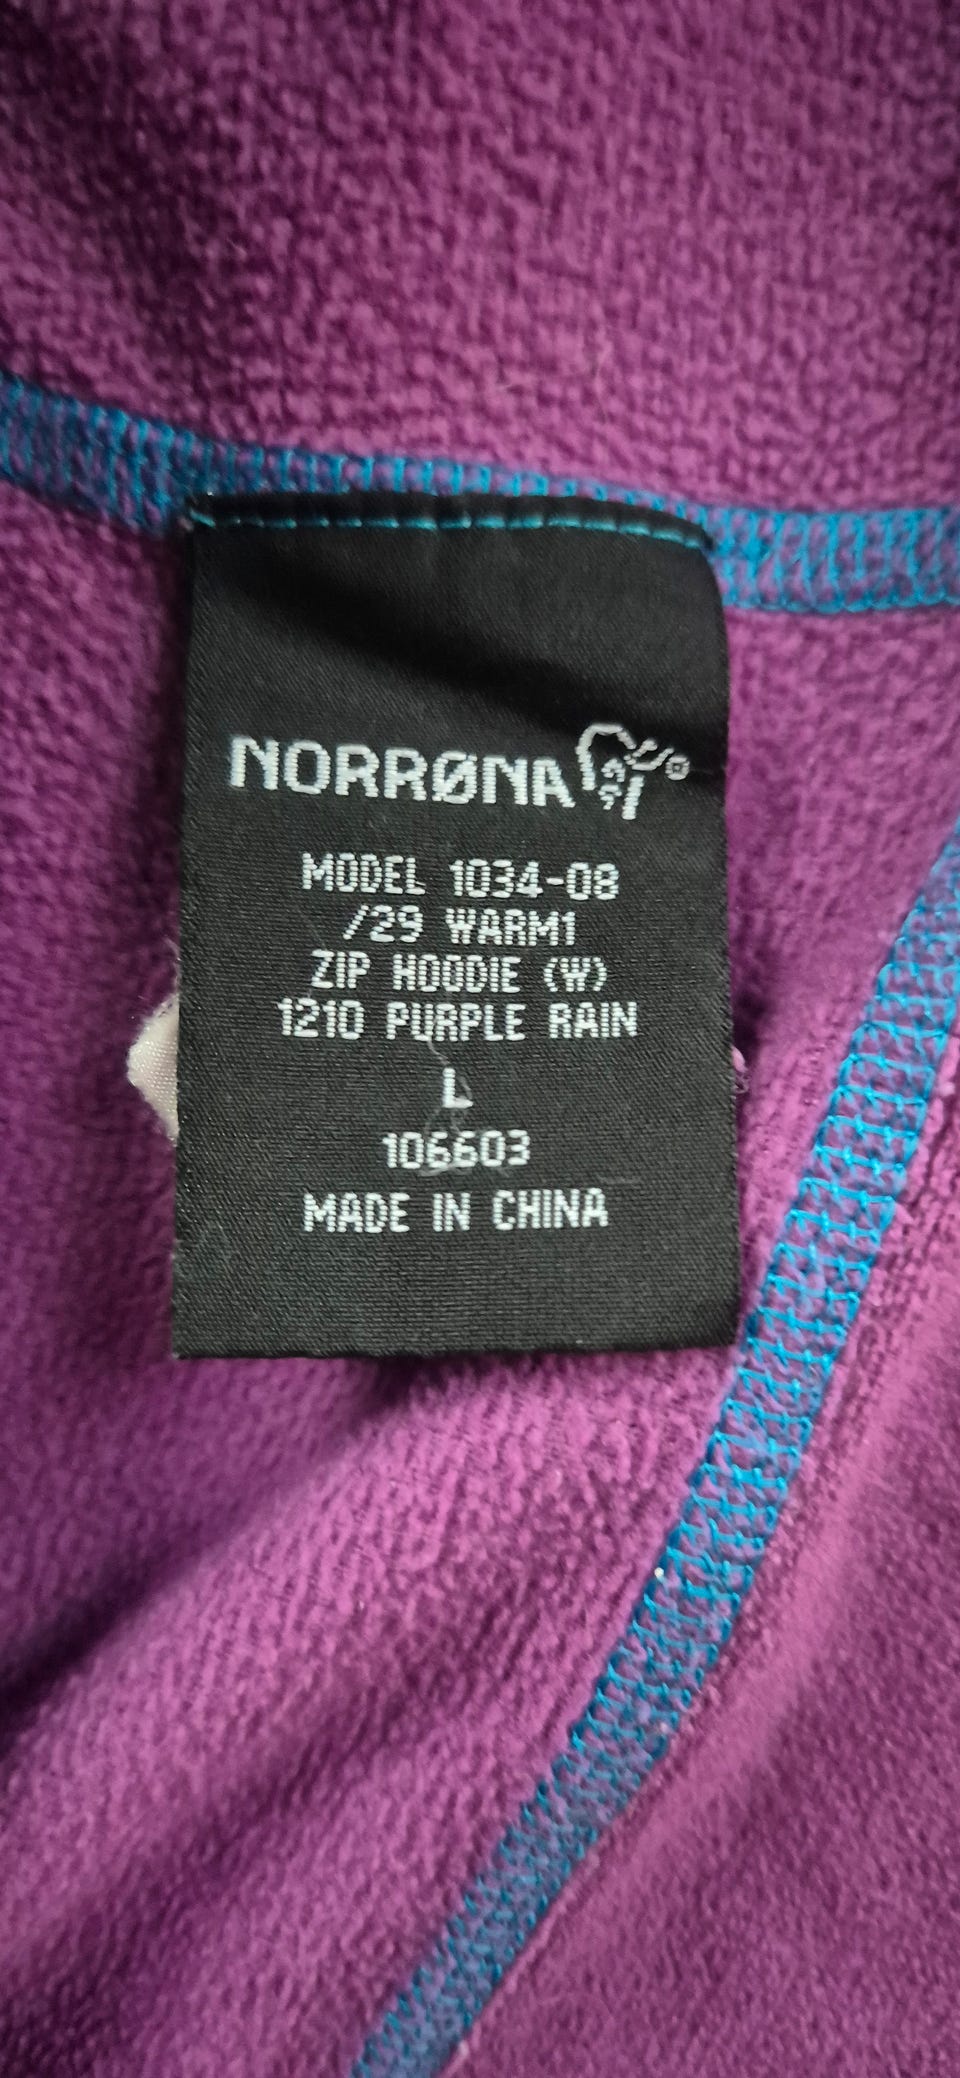 NORRØNA®
MODEL 1034-08
/29 WARM1
ZIP HOODIE (W)
1210 PURPLE RAIN
L
106603
MADE IN CHINA